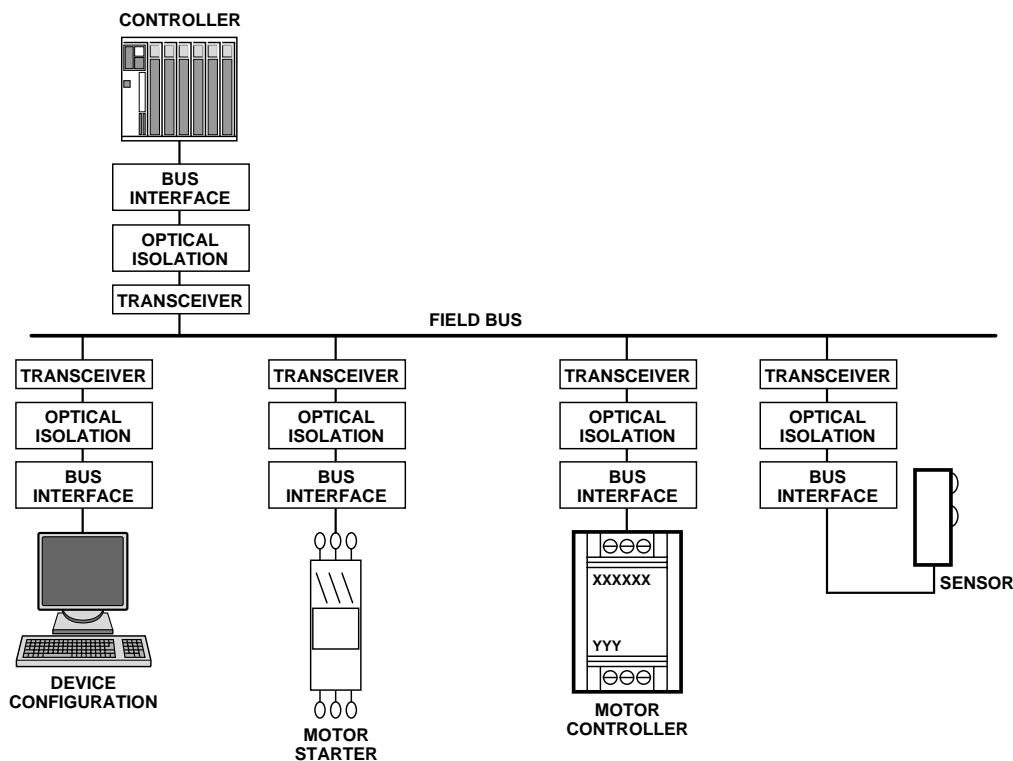 CONTROLLER
BUS
INTERFACE
OPTICAL
ISOLATION
TRANSCEIVER
FIELD BUS
TRANSCEIVER
OPTICAL
ISOLATION
BUS
INTERFACE
DEVICE
CONFIGURATION
TRANSCEIVER
OPTICAL
ISOLATION
BUS
INTERFACE
MOTOR
STARTER
TRANSCEIVER
OPTICAL
ISOLATION
BUS
INTERFACE
XXXXXX
YYY
MOTOR
CONTROLLER
TRANSCEIVER
OPTICAL
ISOLATION
BUS
INTERFACE
SENSOR